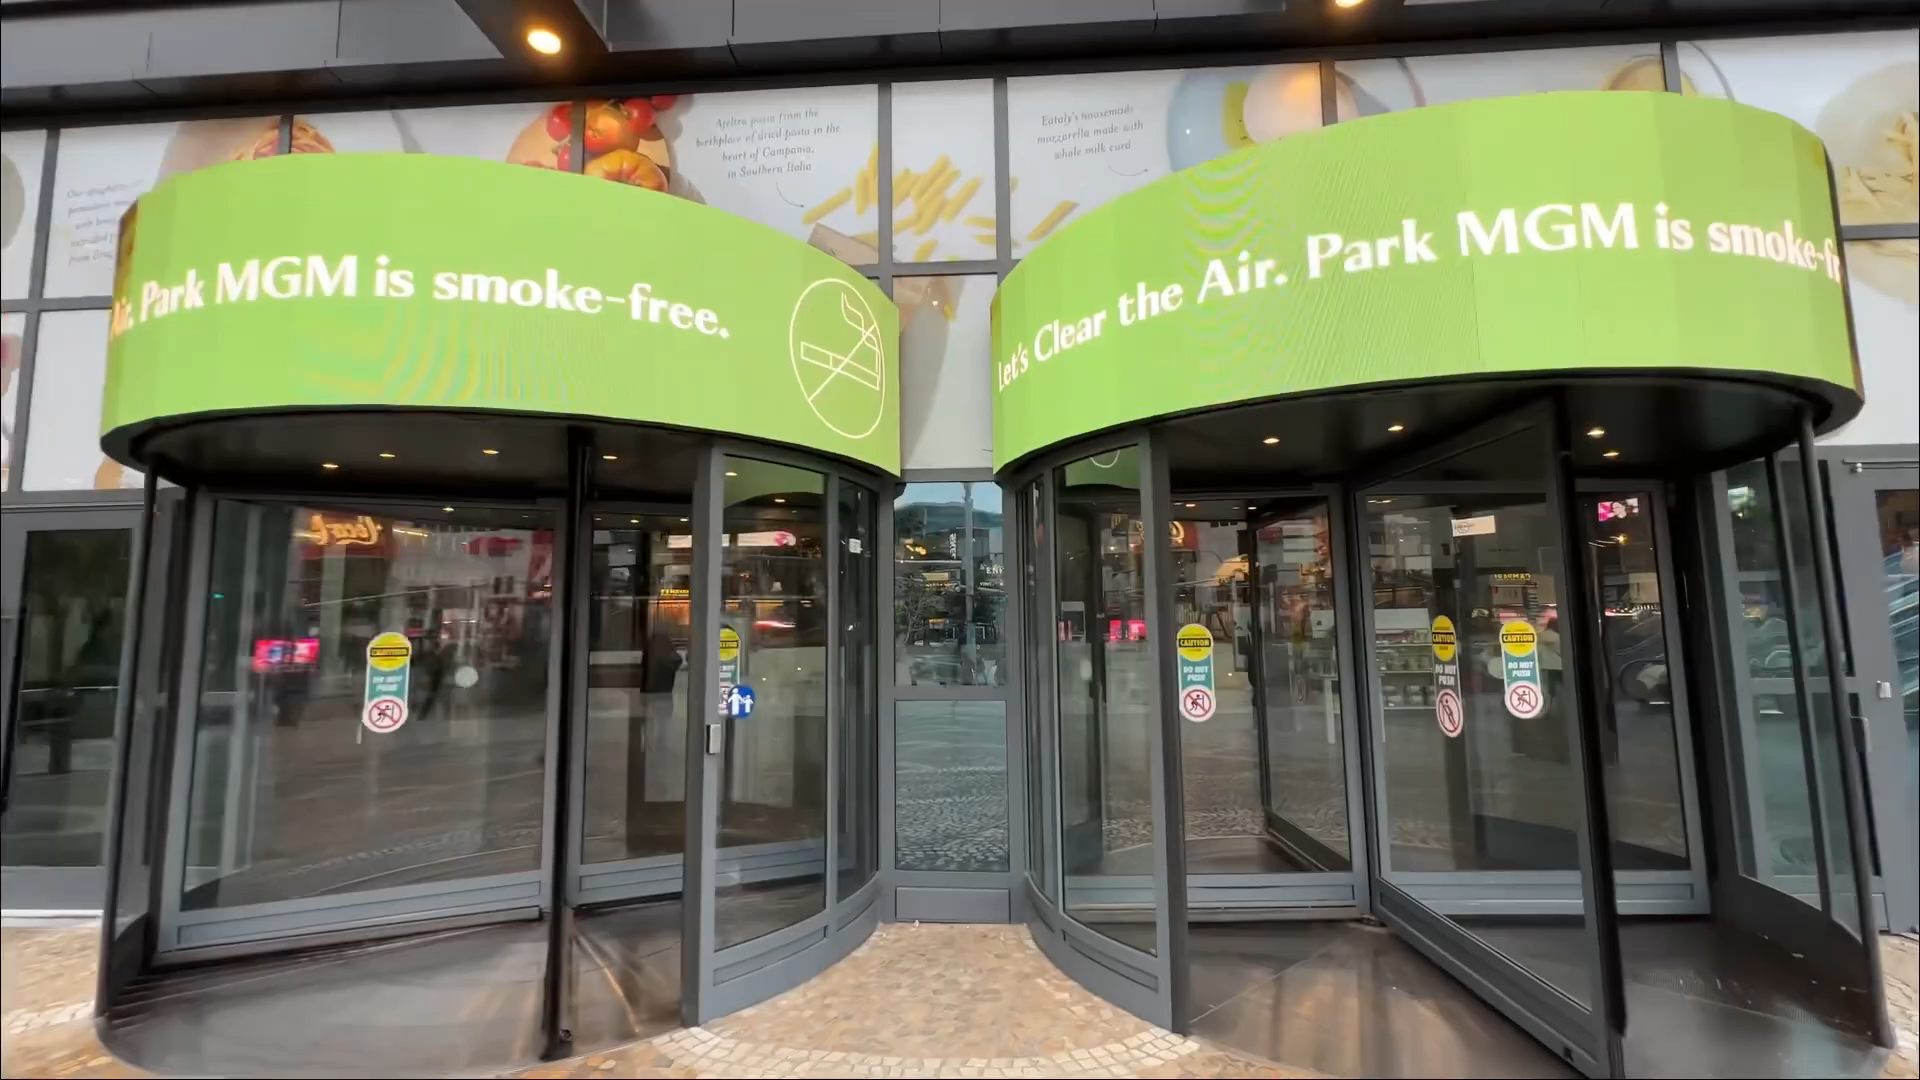 Ajeltra pasta from the
birthplace of dried pasta in the
heart of Campania,
in Southern Italia
Eataly's housemade
mozzarella made with
whole milk curd
Air. Park MGM is smoke-free.
Let's Clear the Air. Park MGM is smoke-fr
CAUTION
DO NOT
PUSH
CAUTION
DO NOT
PUSH
CAUTION
DO NOT
PUSH
CAUTION
DO NOT
PUSH